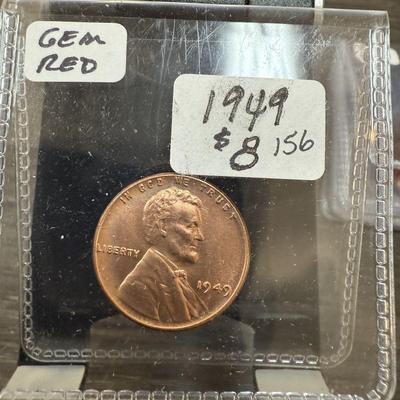 GEM
RED
1949
$8 156
IN GOD WE TRUST
LIBERTY
1949